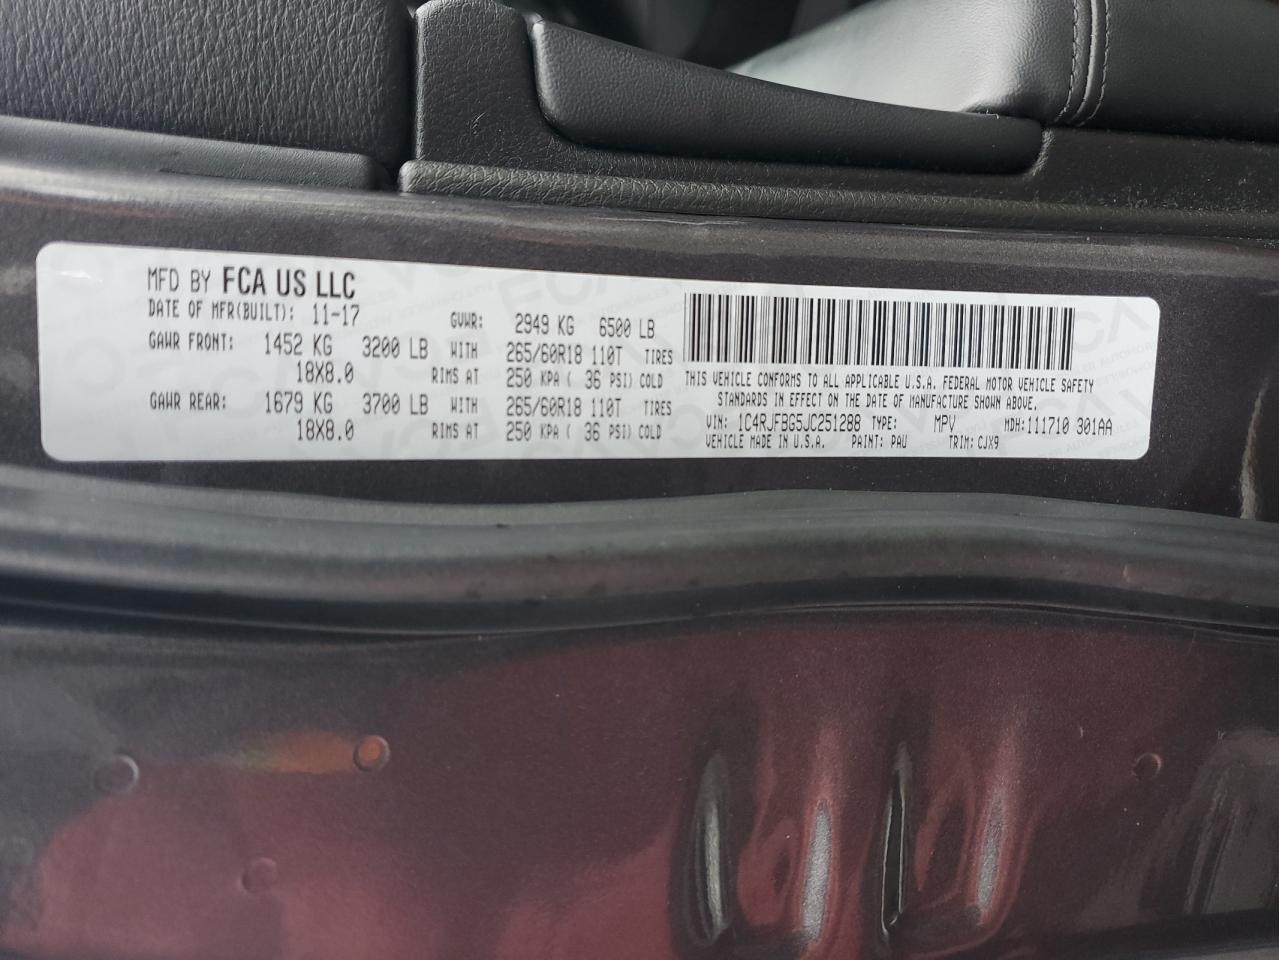 MFD BY FCA US LLC
DATE OF MFR(BUILT): 11-17 GVWR: 2949 KG 6500 LB
GAWR FRONT: 1452 KG 3200 LB WITH 265/60R18 110T TIRES
18X8.0 RIMS AT 250 KPA ( 36 PSI) COLD
GAWR REAR: 1679 KG 3700 LB WITH 265/60R18 110T TIRES
18X8.0 RIMS AT 250 KPA ( 36 PSI) COLD
THIS VEHICLE CONFORMS TO ALL APPLICABLE U.S.A. FEDERAL MOTOR VEHICLE SAFETY
STANDARDS IN EFFECT ON THE DATE OF MANUFACTURE SHOWN ABOVE.
VIN: 1C4RJFBG5JC251288 TYPE: MPV MDH:111710 301AA
VEHICLE MADE IN U.S.A. PAINT: PAU TRIM: CJX9